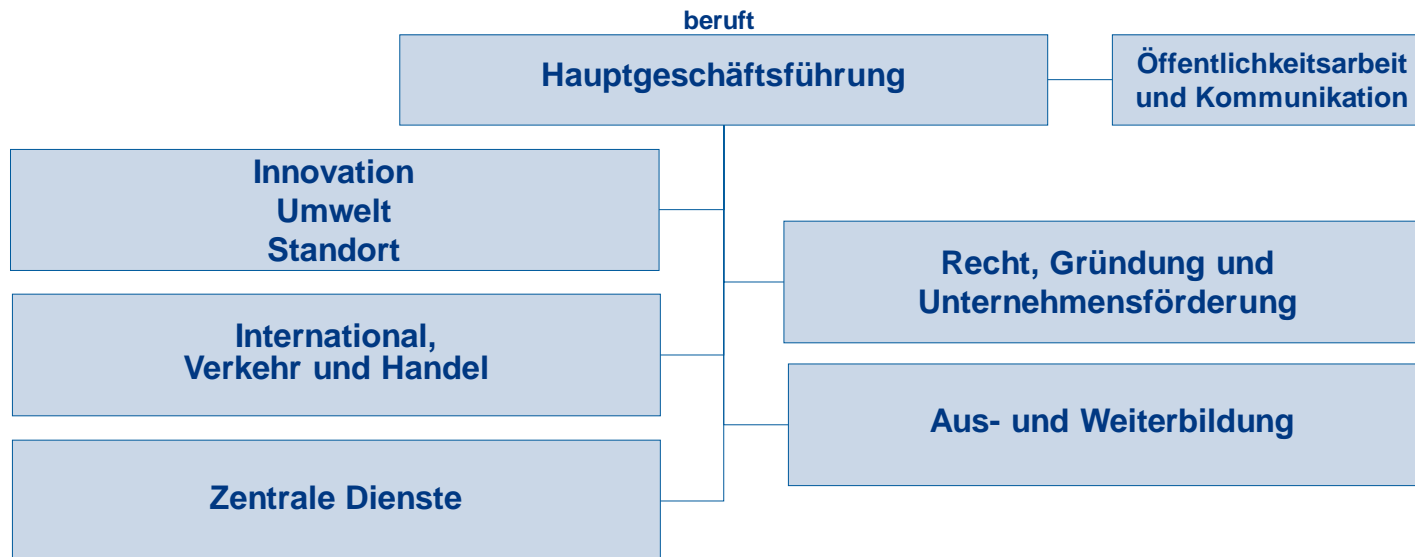 beruft
Hauptgeschäftsführung
Öffentlichkeitsarbeit
und Kommunikation
Innovation
Umwelt
Standort
Recht, Gründung und
Unternehmensförderung
International,
Verkehr und Handel
Aus- und Weiterbildung
Zentrale Dienste